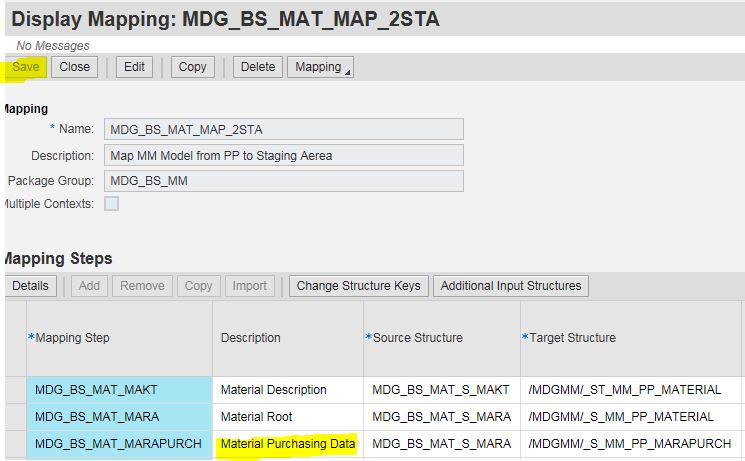 Display Mapping: MDG_BS_MAT_MAP_2STA
No Messages
Save Close Edit Copy Delete Mapping
Mapping
* Name: MDG_BS_MAT_MAP_2STA
Description: Map MM Model from PP to Staging Aerea
Package Group: MDG_BS_MM
Multiple Contexts:
Mapping Steps
Details Add Remove Copy Import Change Structure Keys Additional Input Structures
*Mapping Step Description *Source Structure *Target Structure
MDG_BS_MAT_MAKT Material Description MDG_BS_MAT_S_MAKT /MDGMM/_ST_MM_PP_MATERIAL
MDG_BS_MAT_MARA Material Root MDG_BS_MAT_S_MARA /MDGMM/_S_MM_PP_MATERIAL
MDG_BS_MAT_MARAPURCH Material Purchasing Data MDG_BS_MAT_S_MARA /MDGMM/_S_MM_PP_MARAPURCH